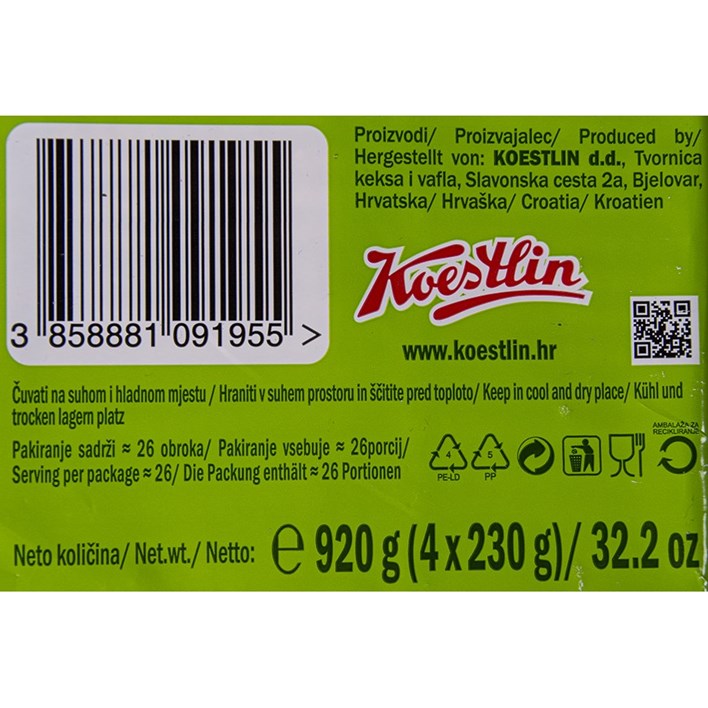 Proizvodi/ Proizvajalec/ Produced by/
Hergestellt von: KOESTLIN d.d., Tvornica
keksa i vafla, Slavonska cesta 2a, Bjelovar,
Hrvatska/ Hrvaška/ Croatia/ Kroatien
Koestlin
www.koestlin.hr
3 858881 091955 >
Čuvati na suhom i hladnom mjestu / Hraniti v suhem prostoru in ščitite pred toploto/ Keep in cool and dry place/ Kühl und
trocken lagern platz
Pakiranje sadrži ≈ 26 obroka/ Pakiranje vsebuje ≈ 26porcij/
Serving per package ≈ 26/ Die Packung enthält ≈ 26 Portionen
4
PE-LD
5
PP
AMBALAŽA ZA
RECIKLIRANJE
Neto količina/ Net.wt./ Netto: e 920 g (4 x 230 g)/ 32.2 oz